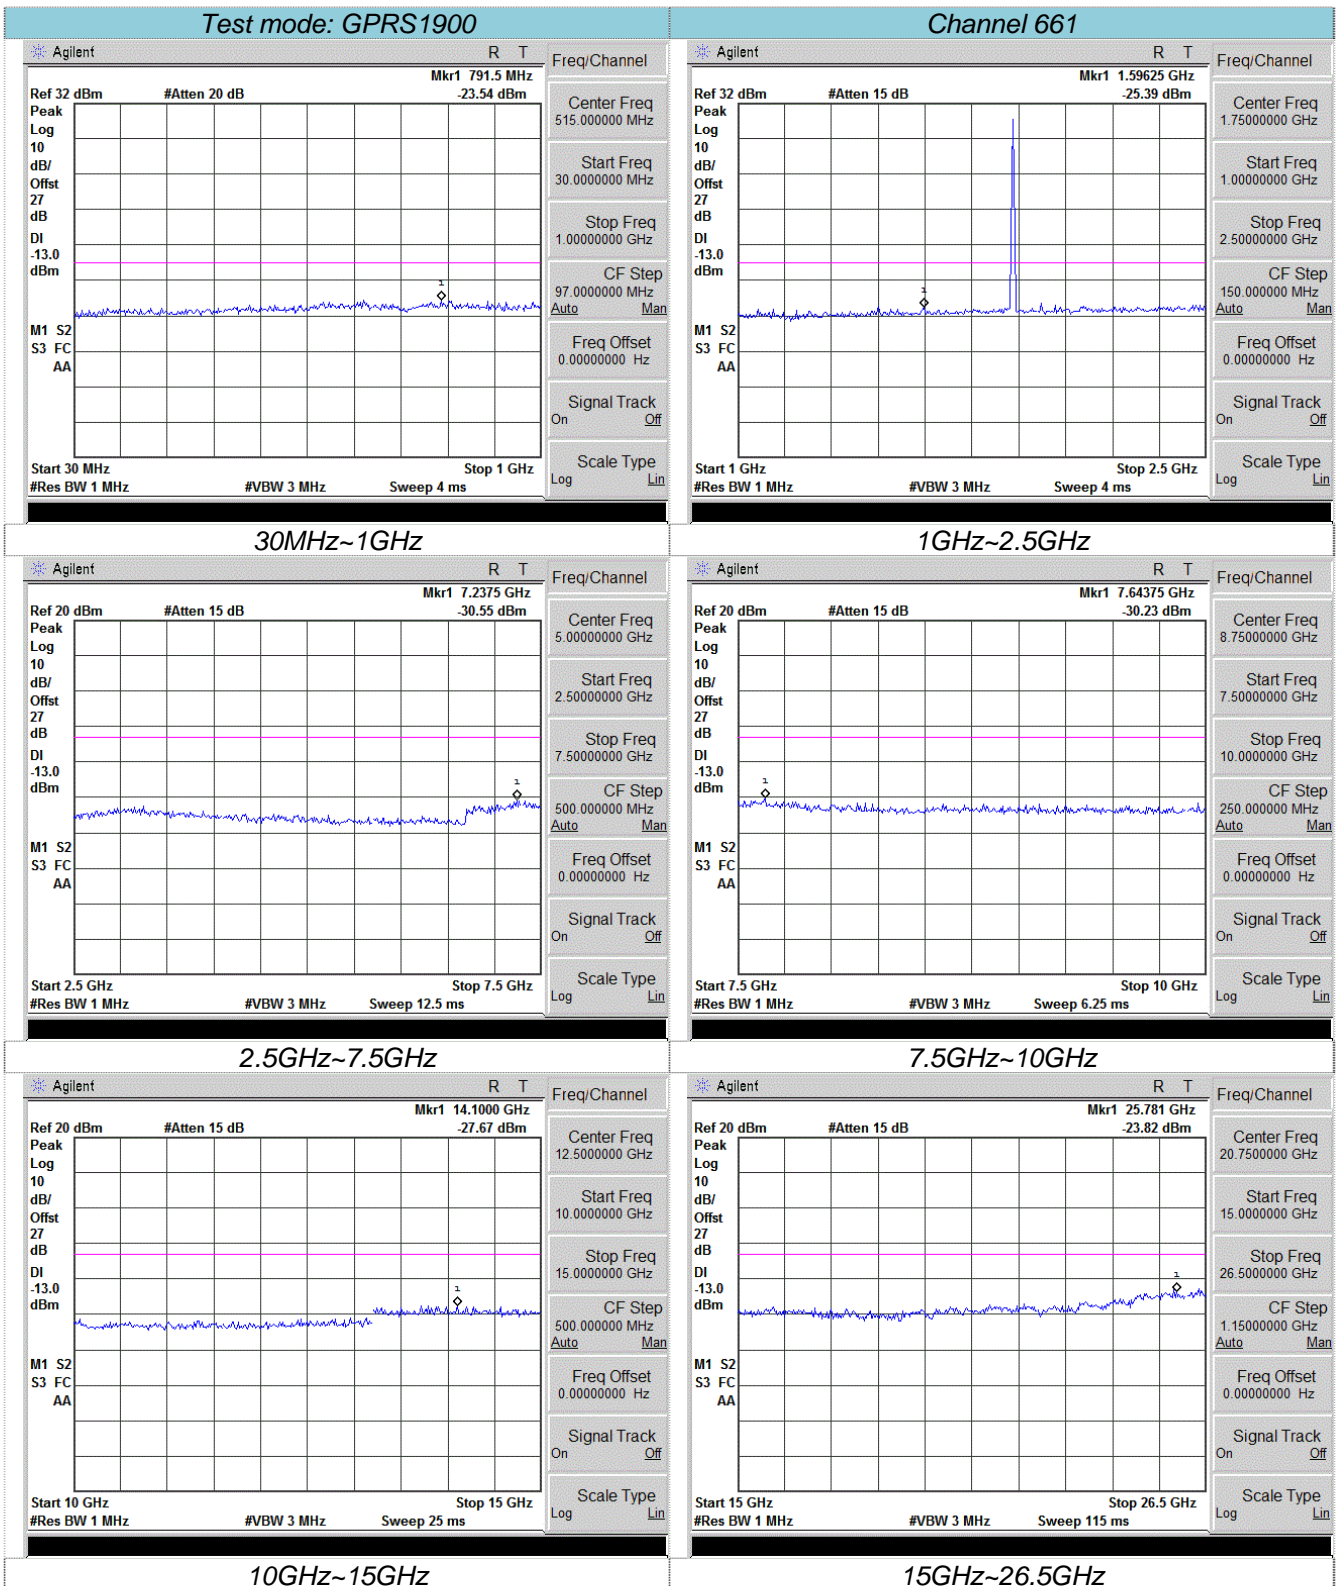 Test mode: GPRS1900 Channel 661
Agilent R T Freq/Channel
Mkr1 791.5 MHz
Ref 32 dBm #Atten 20 dB -23.54 dBm
Peak
Log
10
dB/
Offst
27
dB
DI
-13.0
dBm
1
M1 S2
S3 FC
AA
Start 30 MHz Stop 1 GHz
#Res BW 1 MHz #VBW 3 MHz Sweep 4 ms
Center Freq
515.000000 MHz
Start Freq
30.0000000 MHz
Stop Freq
1.00000000 GHz
CF Step
97.0000000 MHz
Auto Man
Freq Offset
0.00000000 Hz
Signal Track
On Off
Scale Type
Log Lin
Agilent R T Freq/Channel
Mkr1 1.59625 GHz
Ref 32 dBm #Atten 15 dB -25.39 dBm
Peak
Log
10
dB/
Offst
27
dB
DI
-13.0
dBm
1
M1 S2
S3 FC
AA
Start 1 GHz Stop 2.5 GHz
#Res BW 1 MHz #VBW 3 MHz Sweep 4 ms
Center Freq
1.75000000 GHz
Start Freq
1.00000000 GHz
Stop Freq
2.50000000 GHz
CF Step
150.000000 MHz
Auto Man
Freq Offset
0.00000000 Hz
Signal Track
On Off
Scale Type
Log Lin
30MHz~1GHz 1GHz~2.5GHz
Agilent R T Freq/Channel
Mkr1 7.2375 GHz
Ref 20 dBm #Atten 15 dB -30.55 dBm
Peak
Log
10
dB/
Offst
27
dB
DI
-13.0
dBm
1
M1 S2
S3 FC
AA
Start 2.5 GHz Stop 7.5 GHz
#Res BW 1 MHz #VBW 3 MHz Sweep 12.5 ms
Center Freq
5.00000000 GHz
Start Freq
2.50000000 GHz
Stop Freq
7.50000000 GHz
CF Step
500.000000 MHz
Auto Man
Freq Offset
0.00000000 Hz
Signal Track
On Off
Scale Type
Log Lin
Agilent R T Freq/Channel
Mkr1 7.64375 GHz
Ref 20 dBm #Atten 15 dB -30.23 dBm
Peak
Log
10
dB/
Offst
27
dB
DI
-13.0
dBm
1
M1 S2
S3 FC
AA
Start 7.5 GHz Stop 10 GHz
#Res BW 1 MHz #VBW 3 MHz Sweep 6.25 ms
Center Freq
8.75000000 GHz
Start Freq
7.50000000 GHz
Stop Freq
10.0000000 GHz
CF Step
250.000000 MHz
Auto Man
Freq Offset
0.00000000 Hz
Signal Track
On Off
Scale Type
Log Lin
2.5GHz~7.5GHz 7.5GHz~10GHz
Agilent R T Freq/Channel
Mkr1 14.1000 GHz
Ref 20 dBm #Atten 15 dB -27.67 dBm
Peak
Log
10
dB/
Offst
27
dB
DI
-13.0
dBm
1
M1 S2
S3 FC
AA
Start 10 GHz Stop 15 GHz
#Res BW 1 MHz #VBW 3 MHz Sweep 25 ms
Center Freq
12.5000000 GHz
Start Freq
10.0000000 GHz
Stop Freq
15.0000000 GHz
CF Step
500.000000 MHz
Auto Man
Freq Offset
0.00000000 Hz
Signal Track
On Off
Scale Type
Log Lin
Agilent R T Freq/Channel
Mkr1 25.781 GHz
Ref 20 dBm #Atten 15 dB -23.82 dBm
Peak
Log
10
dB/
Offst
27
dB
DI
-13.0
dBm
1
M1 S2
S3 FC
AA
Start 15 GHz Stop 26.5 GHz
#Res BW 1 MHz #VBW 3 MHz Sweep 115 ms
Center Freq
20.7500000 GHz
Start Freq
15.0000000 GHz
Stop Freq
26.5000000 GHz
CF Step
1.15000000 GHz
Auto Man
Freq Offset
0.00000000 Hz
Signal Track
On Off
Scale Type
Log Lin
10GHz~15GHz 15GHz~26.5GHz